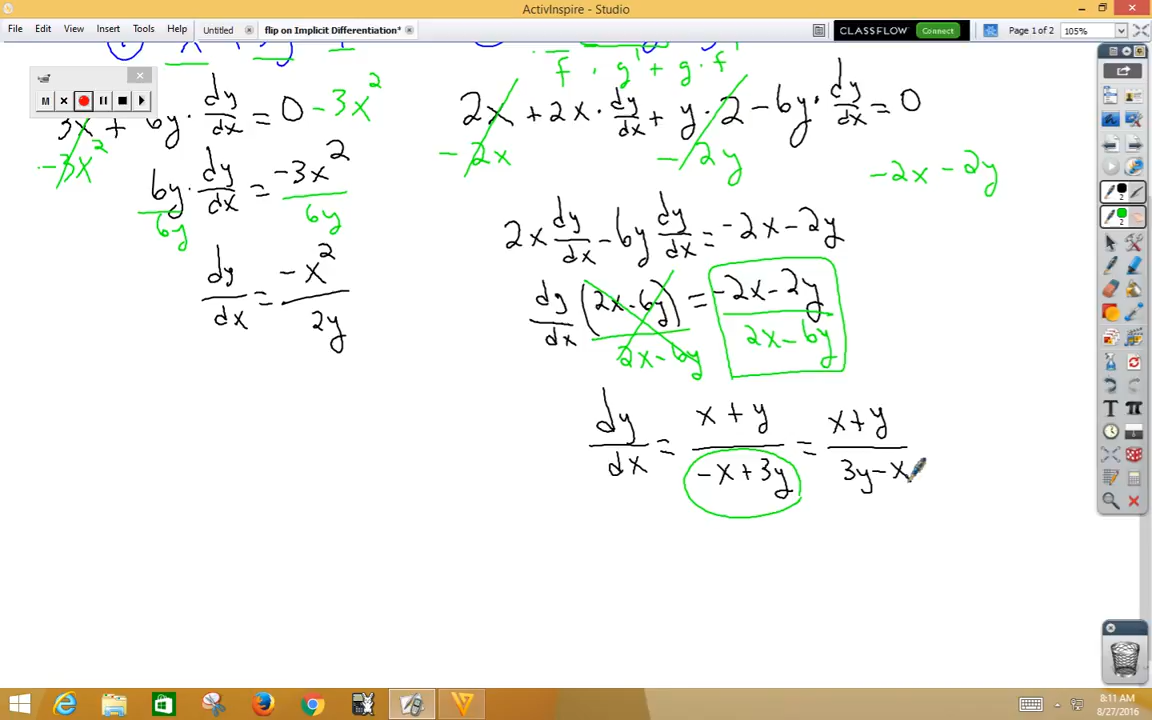 ActivInspire - Studio
File Edit View Insert Tools Help Untitled flip on Implicit Differentiation* CLASSFLOW Connect Page 1 of 2 105%
f · g' + g · f'
3x² + 6y · dy/dx = 0 - 3x²
-3x²
6y · dy/dx = -3x²/6y
6y
dy/dx = -x²/2y
2x + 2x · dy/dx + y · 2 - 6y · dy/dx = 0
-2x -2y -2x - 2y
2x dy/dx - 6y dy/dx = -2x - 2y
dy/dx (2x - 6y) = -2x - 2y
2x - 6y 2x - 6y
dy/dx = x + y/-x + 3y = x + y/3y - x
M
2
2
8:11 AM
8/27/2016